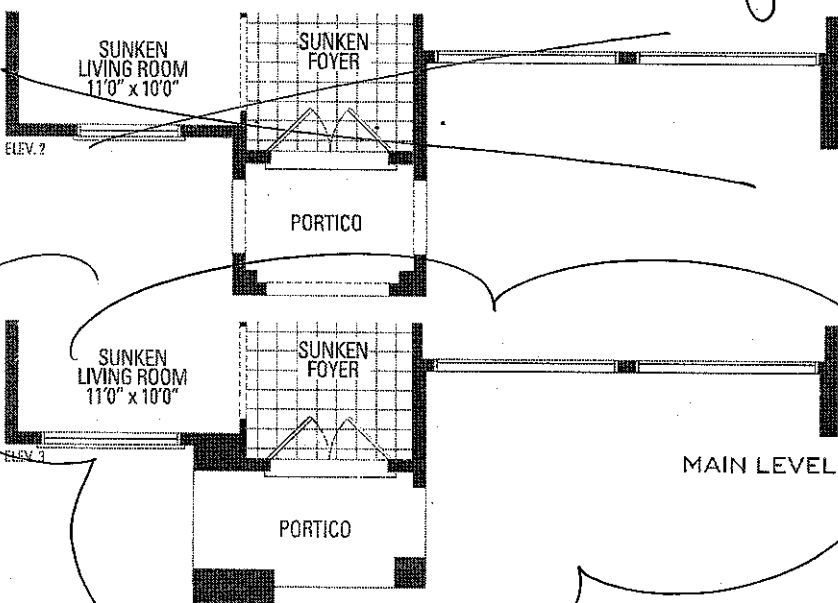 SUNKEN
LIVING ROOM
11'0" x 10'0"
SUNKEN
FOYER
ELEV. 2
PORTICO
SUNKEN
LIVING ROOM
11'0" x 10'0"
SUNKEN
FOYER
ELEV. 3
MAIN LEVEL
PORTICO